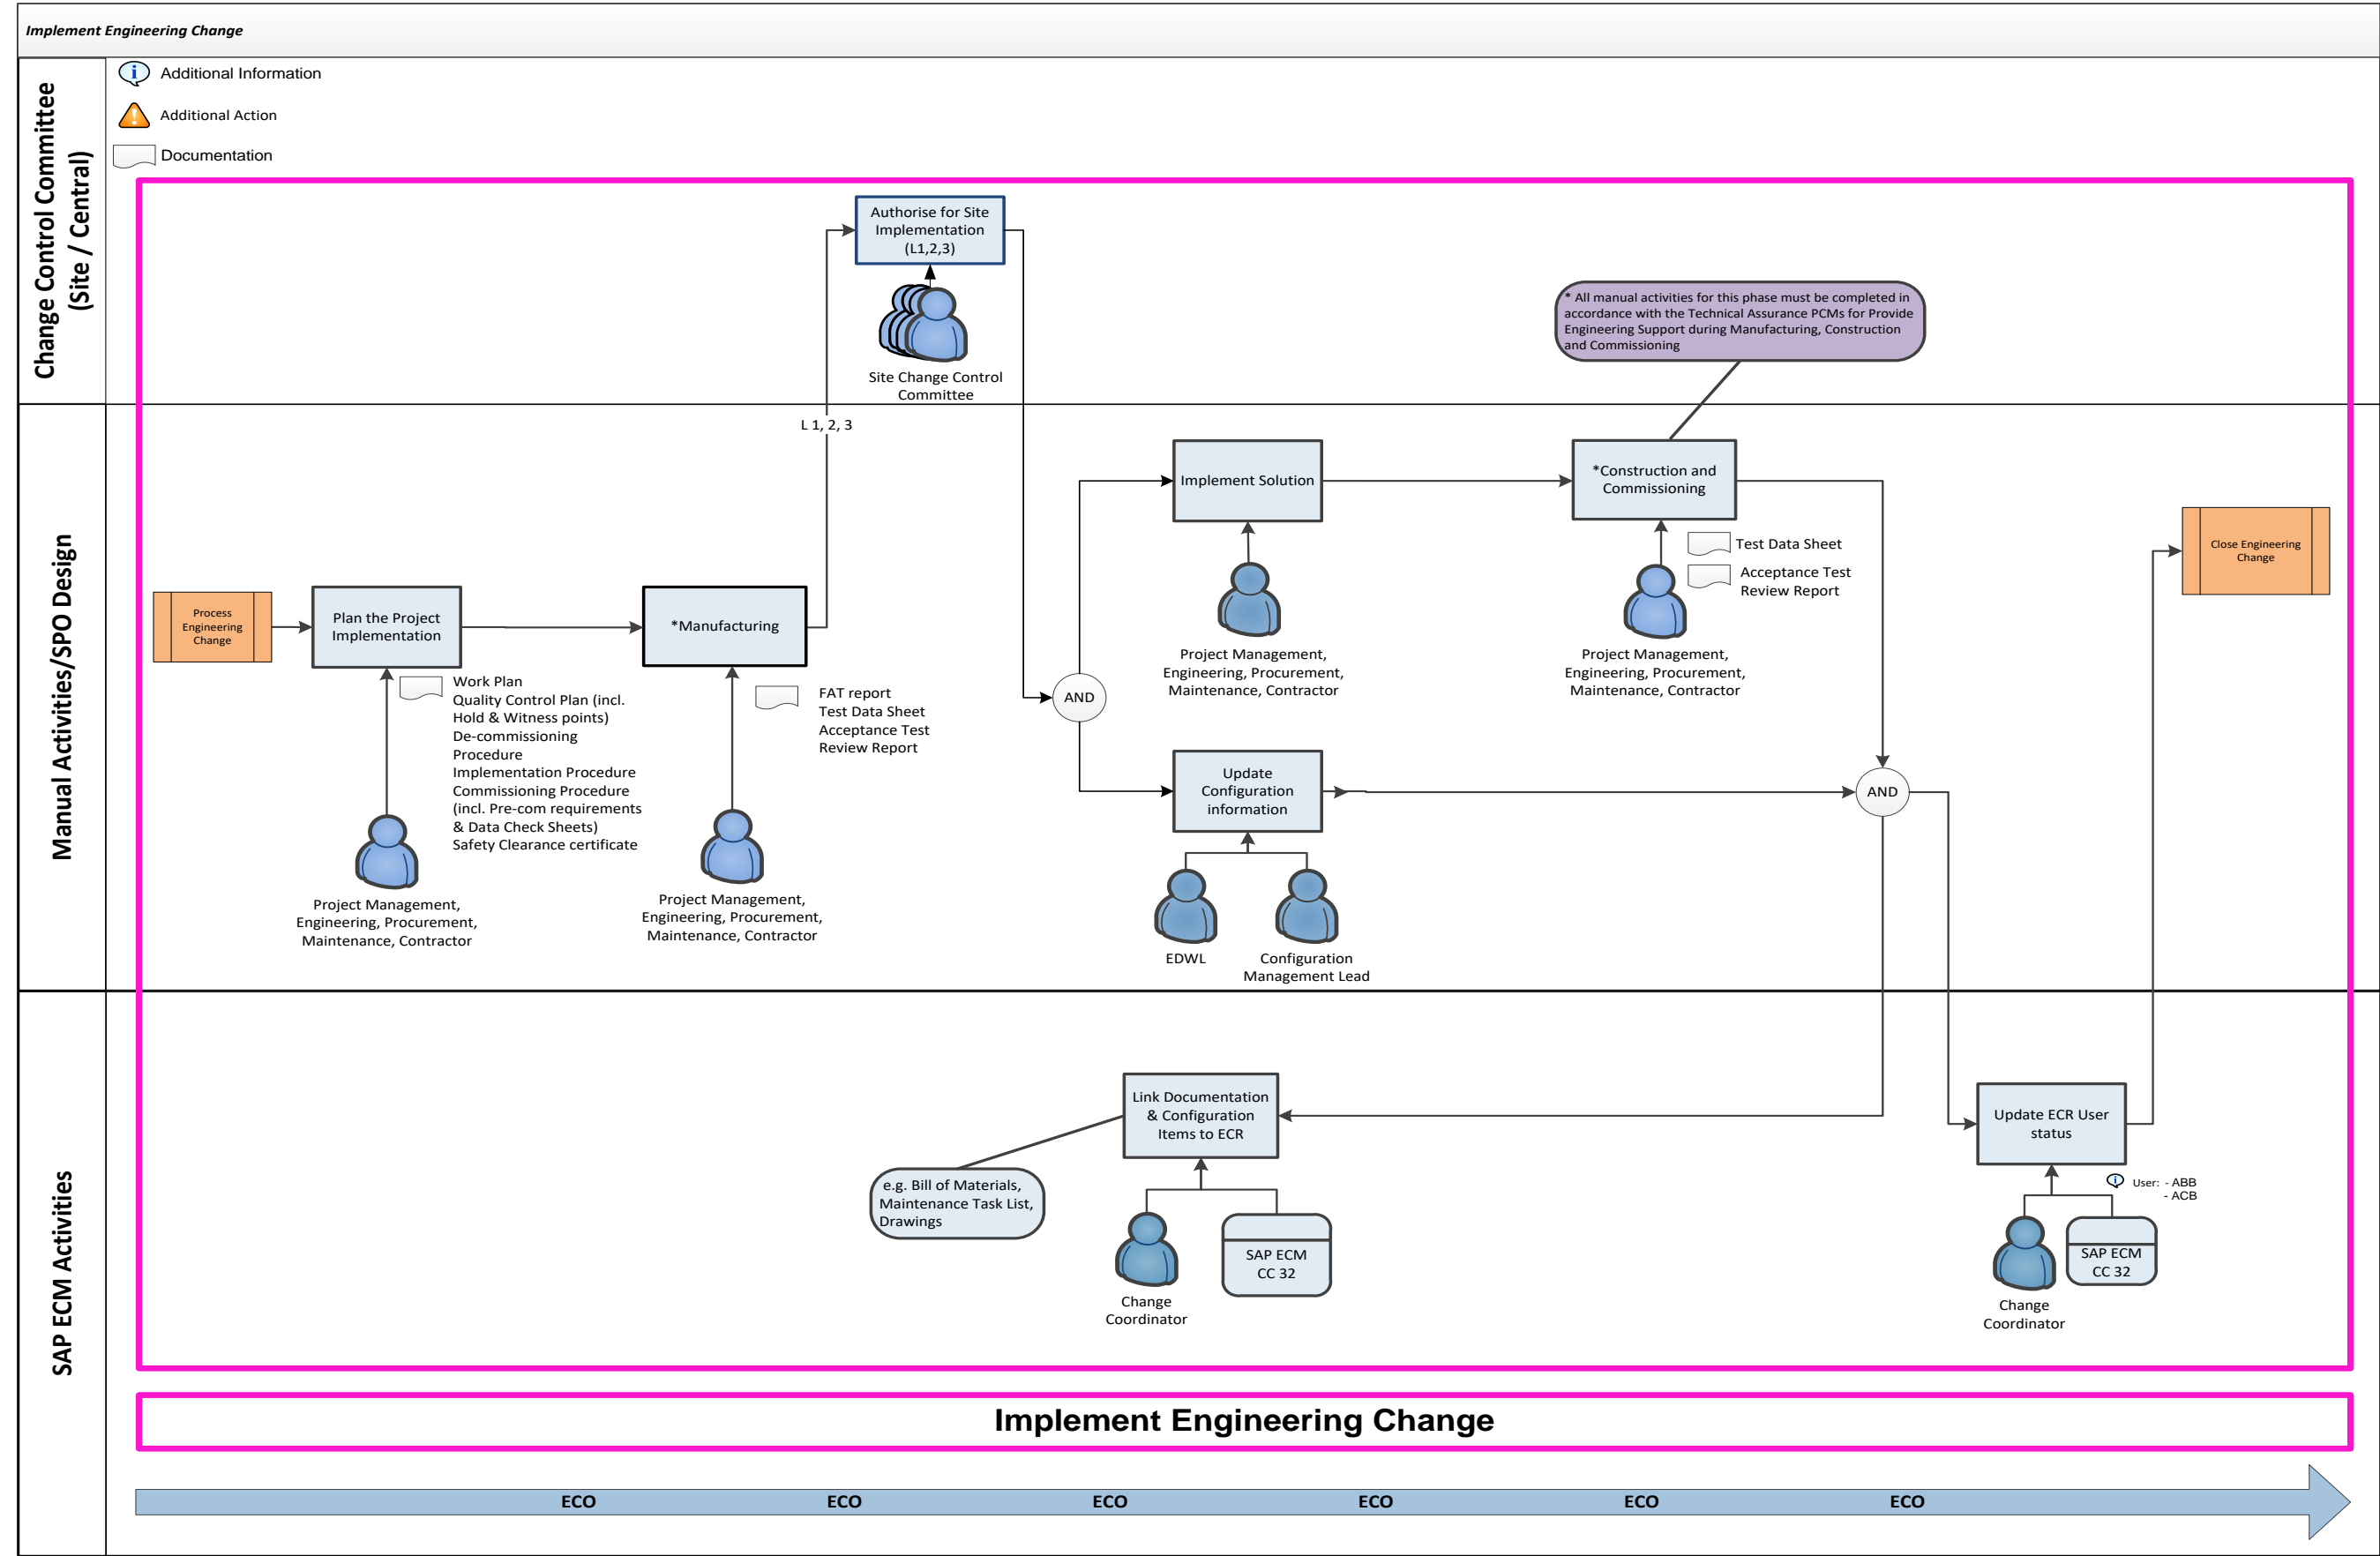 Implement Engineering Change
Change Control Committee
(Site / Central)
Additional Information
Additional Action
Documentation
Authorise for Site
Implementation
(L1,2,3)
Site Change Control
Committee
* All manual activities for this phase must be completed in
accordance with the Technical Assurance PCMs for Provide
Engineering Support during Manufacturing, Construction
and Commissioning
Manual Activities/SPO Design
L 1, 2, 3
Process
Engineering
Change
Plan the Project
Implementation
Work Plan
Quality Control Plan (incl.
Hold & Witness points)
De-commissioning
Procedure
Implementation Procedure
Commissioning Procedure
(incl. Pre-com requirements
& Data Check Sheets)
Safety Clearance certificate
Project Management,
Engineering, Procurement,
Maintenance, Contractor
*Manufacturing
FAT report
Test Data Sheet
Acceptance Test
Review Report
Project Management,
Engineering, Procurement,
Maintenance, Contractor
AND
Implement Solution
Project Management,
Engineering, Procurement,
Maintenance, Contractor
*Construction and
Commissioning
Test Data Sheet
Acceptance Test
Review Report
Project Management,
Engineering, Procurement,
Maintenance, Contractor
Update
Configuration
information
EDWL
Configuration
Management Lead
AND
Close Engineering
Change
SAP ECM Activities
Link Documentation
& Configuration
Items to ECR
e.g. Bill of Materials,
Maintenance Task List,
Drawings
Change
Coordinator
SAP ECM
CC 32
Update ECR User
status
User: - ABB
- ACB
Change
Coordinator
SAP ECM
CC 32
Implement Engineering Change
ECO ECO ECO ECO ECO ECO